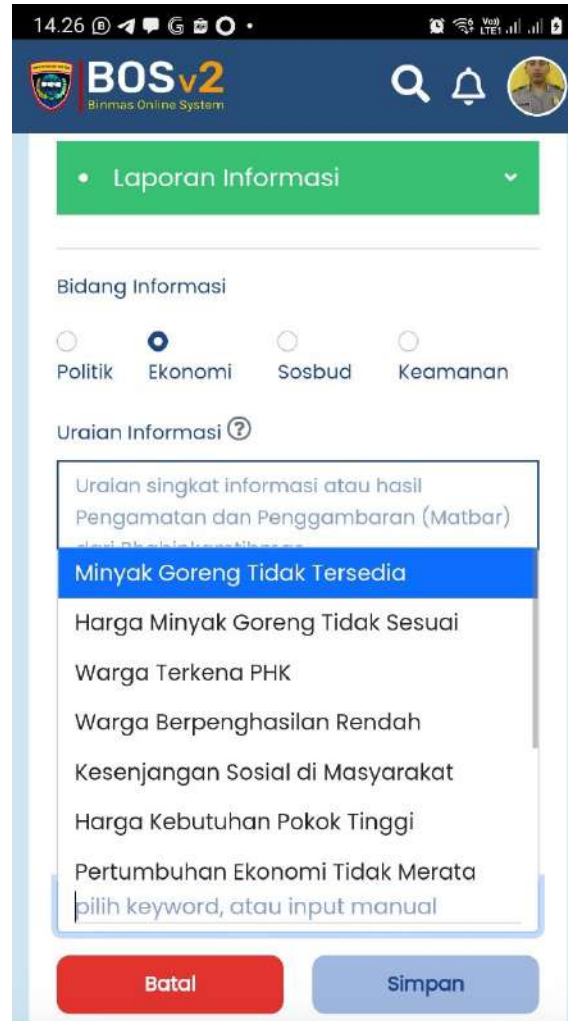 14.26
BOSv2
Binmas Online System
Laporan Informasi
Bidang Informasi
Politik Ekonomi Sosbud Keamanan
Uraian Informasi ?
Uraian singkat informasi atau hasil
Pengamatan dan Penggambaran (Matbar)
dari Bhabinkamtibmas
Minyak Goreng Tidak Tersedia
Harga Minyak Goreng Tidak Sesuai
Warga Terkena PHK
Warga Berpenghasilan Rendah
Kesenjangan Sosial di Masyarakat
Harga Kebutuhan Pokok Tinggi
Pertumbuhan Ekonomi Tidak Merata
pilih keyword, atau input manual
Batal Simpan